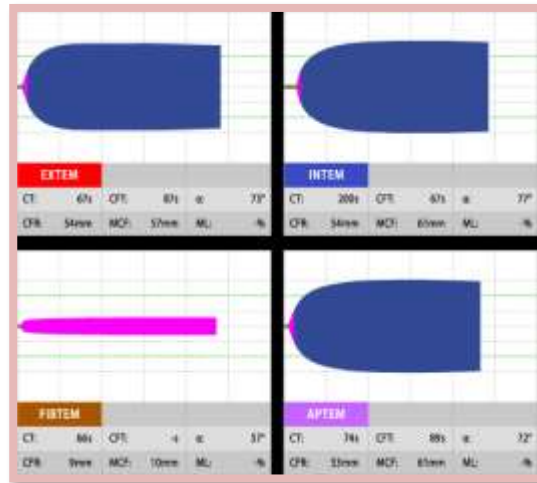 EXTEM
CT: 67s CFT: 87s α: 73°
CFR: 54mm MCF: 57mm ML: -%
INTEM
CT: 200s CFT: 67s α: 77°
CFR: 54mm MCF: 61mm ML: -%
FIBTEM
CT: 66s CFT: -s α: 57°
CFR: 9mm MCF: 10mm ML: -%
APTEM
CT: 74s CFT: 89s α: 72°
CFR: 53mm MCF: 61mm ML: -%